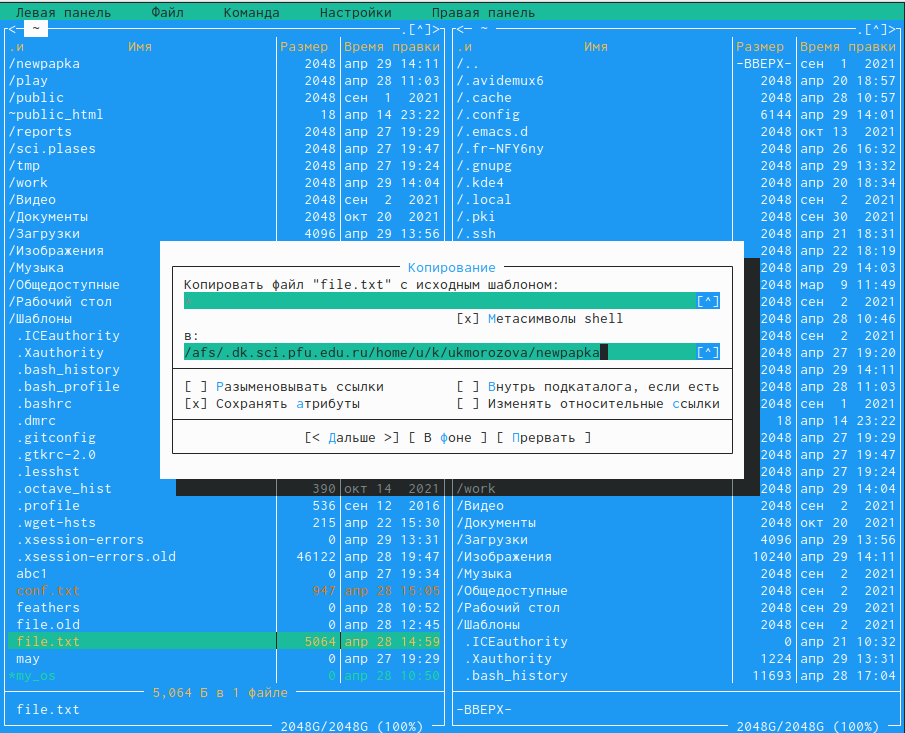 Левая панель Файл Команда Настройки Правая панель
<- ~ .[^]> <- ~ .[^]>
.и Имя Размер Время правки .и Имя Размер Время правки
/newpapka 2048 апр 29 14:11 /.. -ВВЕРХ- сен 1 2021
/play 2048 апр 28 11:03 /.avidemux6 2048 апр 20 18:57
/public 2048 сен 1 2021 /.cache 2048 апр 28 10:57
~public_html 18 апр 14 23:22 /.config 6144 апр 29 14:01
/reports 2048 апр 27 19:29 /.emacs.d 2048 окт 13 2021
/sci.plases 2048 апр 27 19:47 /.fr-NFY6ny 2048 апр 26 16:32
/tmp 2048 апр 27 19:24 /.gnupg 2048 апр 29 13:32
/work 2048 апр 29 14:04 /.kde4 2048 апр 20 18:34
/Видео 2048 сен 2 2021 /.local 2048 сен 2 2021
/Документы 2048 окт 20 2021 /.pki 2048 сен 30 2021
/Загрузки 4096 апр 29 13:56 /.ssh 2048 апр 21 18:31
/Изображения 2048 апр 22 18:19
/Музыка Копирование 2048 апр 29 14:03
/Общедоступные Копировать файл "file.txt" с исходным шаблоном: 2048 мар 9 11:49
/Рабочий стол * [^] 2048 сен 2 2021
/Шаблоны [x] Метасимволы shell 2048 апр 28 10:46
.ICEauthority в: 2048 сен 2 2021
.Xauthority /afs/.dk.sci.pfu.edu.ru/home/u/k/ukmorozova/newpapka [^] 2048 апр 27 19:20
.bash_history 2048 апр 29 14:11
.bash_profile [ ] Разыменовывать ссылки [ ] Внутрь подкаталога, если есть 2048 апр 28 11:03
.bashrc [x] Сохранять атрибуты [ ] Изменять относительные ссылки 2048 сен 1 2021
.dmrc 18 апр 14 23:22
.gitconfig [< Дальше >] [ В фоне ] [ Прервать ] 2048 апр 27 19:29
.gtkrc-2.0 2048 апр 27 19:47
.lesshst 2048 апр 27 19:24
.octave_hist 390 окт 14 2021 /work 2048 апр 29 14:04
.profile 536 сен 12 2016 /Видео 2048 сен 2 2021
.wget-hsts 215 апр 22 15:30 /Документы 2048 окт 20 2021
.xsession-errors 0 апр 29 13:31 /Загрузки 4096 апр 29 13:56
.xsession-errors.old 46122 апр 28 19:47 /Изображения 10240 апр 29 14:11
abc1 0 апр 27 19:34 /Музыка 2048 сен 2 2021
conf.txt 947 апр 28 15:05 /Общедоступные 2048 сен 2 2021
feathers 0 апр 28 10:52 /Рабочий стол 2048 сен 29 2021
file.old 0 апр 28 12:45 /Шаблоны 2048 сен 2 2021
file.txt 5064 апр 28 14:59 .ICEauthority 0 апр 21 10:32
may 0 апр 27 19:29 .Xauthority 1224 апр 29 13:31
*my_os 0 апр 28 10:50 .bash_history 11693 апр 28 17:04
5,064 Б в 1 файле
file.txt -ВВЕРХ-
2048G/2048G (100%) 2048G/2048G (100%)